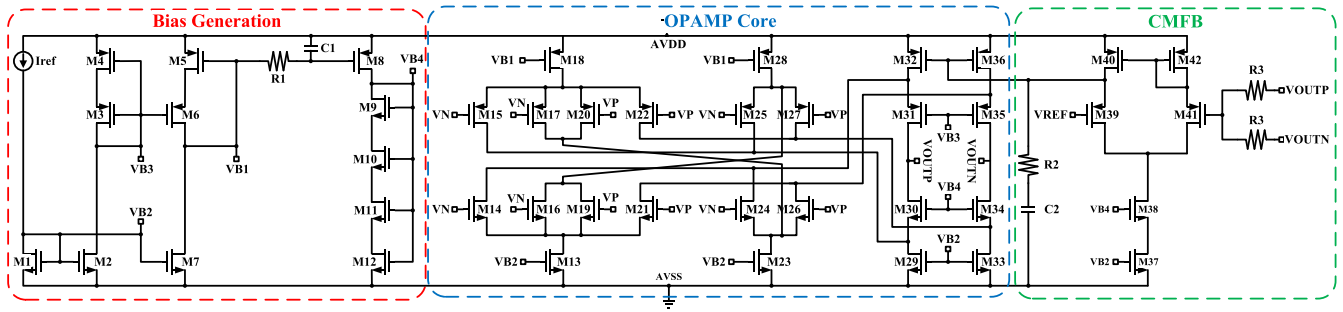 Bias Generation
OPAMP Core
CMFB
AVDD
Iref
M4
M5
R1
C1
M8
VB4
M3
M6
M9
VB3
VB1
M10
VB2
M11
M1
M2
M7
M12
VB1
M18
VB1
M28
M32
M36
VN
M15
VN
M17
M20
VP
M22
VP
VN
M25
M27
VP
M31
VB3
M35
VOUTP
VOUTN
VN
M14
VN
M16
M19
VP
M21
VP
VN
M24
M26
VP
M30
VB4
M34
VB2
M13
VB2
M23
M29
VB2
M33
AVSS
M40
M42
VREF
M39
M41
R3
VOUTP
R3
VOUTN
R2
C2
VB4
M38
VB2
M37